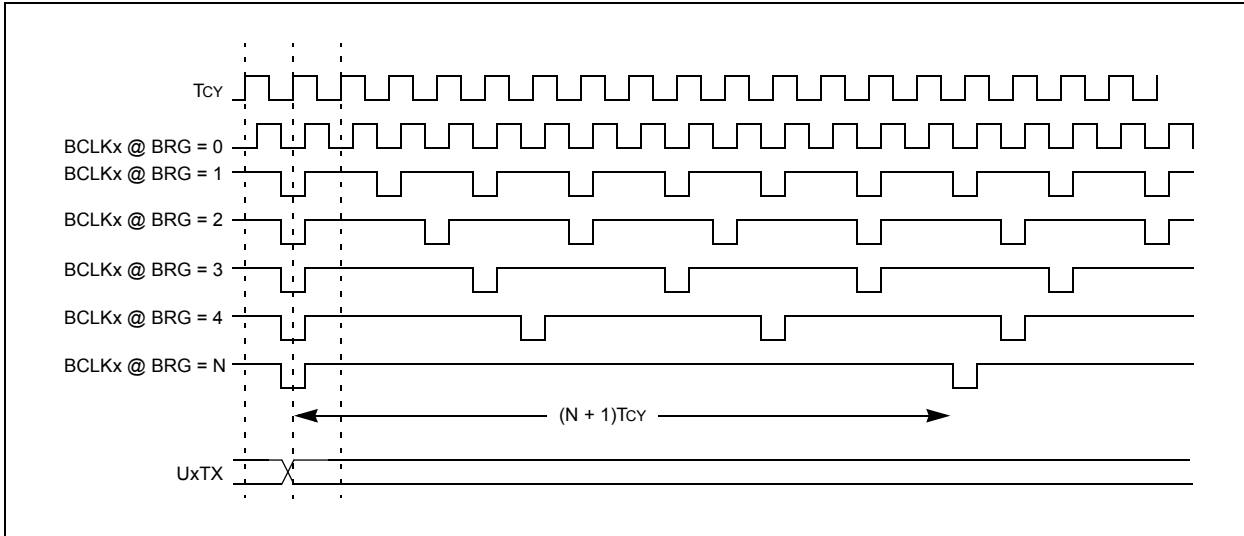 TCY
BCLKx @ BRG = 0
BCLKx @ BRG = 1
BCLKx @ BRG = 2
BCLKx @ BRG = 3
BCLKx @ BRG = 4
BCLKx @ BRG = N
(N + 1)TCY
UxTX